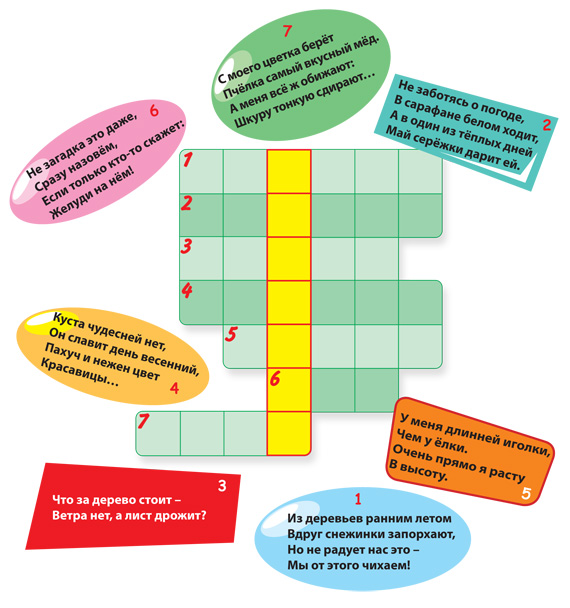 7
С моего цветка берёт
Пчёлка самый вкусный мёд.
А меня всё ж обижают:
Шкуру тонкую сдирают...
Не заботясь о погоде,
В сарафане белом ходит,
А в один из тёплых дней
Май серёжки дарит ей.
2
6
Не загадка это даже,
Сразу назовём,
Если только кто-то скажет:
Желуди на нём!
1
2
3
4
5
6
7
Куста чудесней нет,
Он славит день весенний,
Пахуч и нежен цвет
Красавицы...
4
У меня длинней иголки,
Чем у ёлки.
Очень прямо я расту
В высоту.
5
3
Что за дерево стоит –
Ветра нет, а лист дрожит?
1
Из деревьев ранним летом
Вдруг снежинки запорхают,
Но не радует нас это –
Мы от этого чихаем!